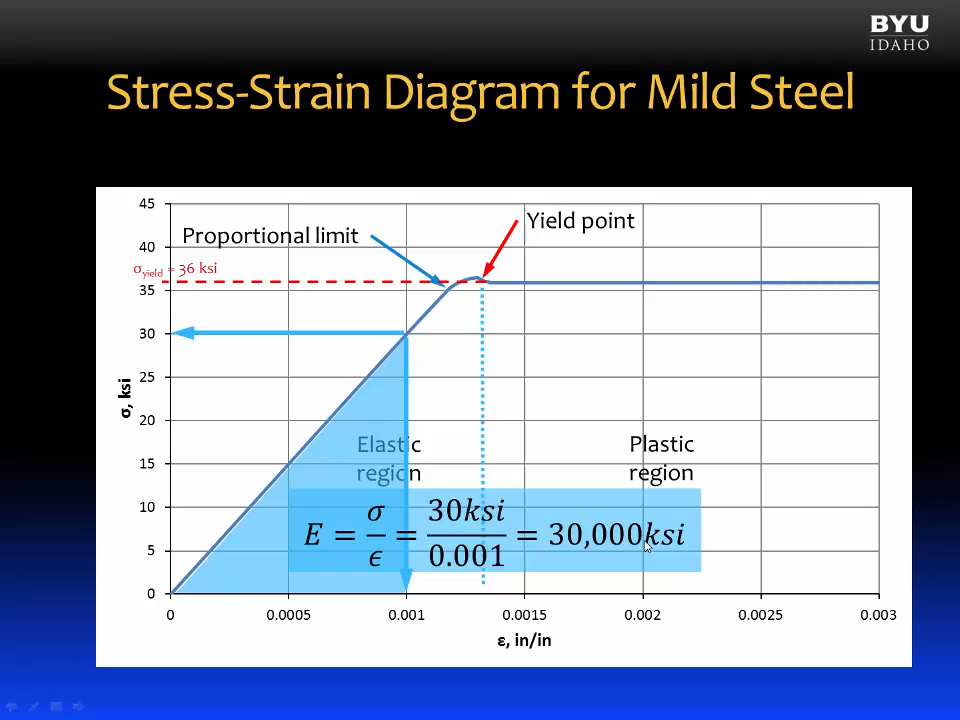 BYU
IDAHO
Stress-Strain Diagram for Mild Steel
45
40
35
30
25
20
15
10
5
0
σ, ksi
Proportional limit
Yield point
σyield = 36 ksi
Elastic region
Plastic region
E = σ/ϵ = 30ksi/0.001 = 30,000ksi
0 0.0005 0.001 0.0015 0.002 0.0025 0.003
ε, in/in